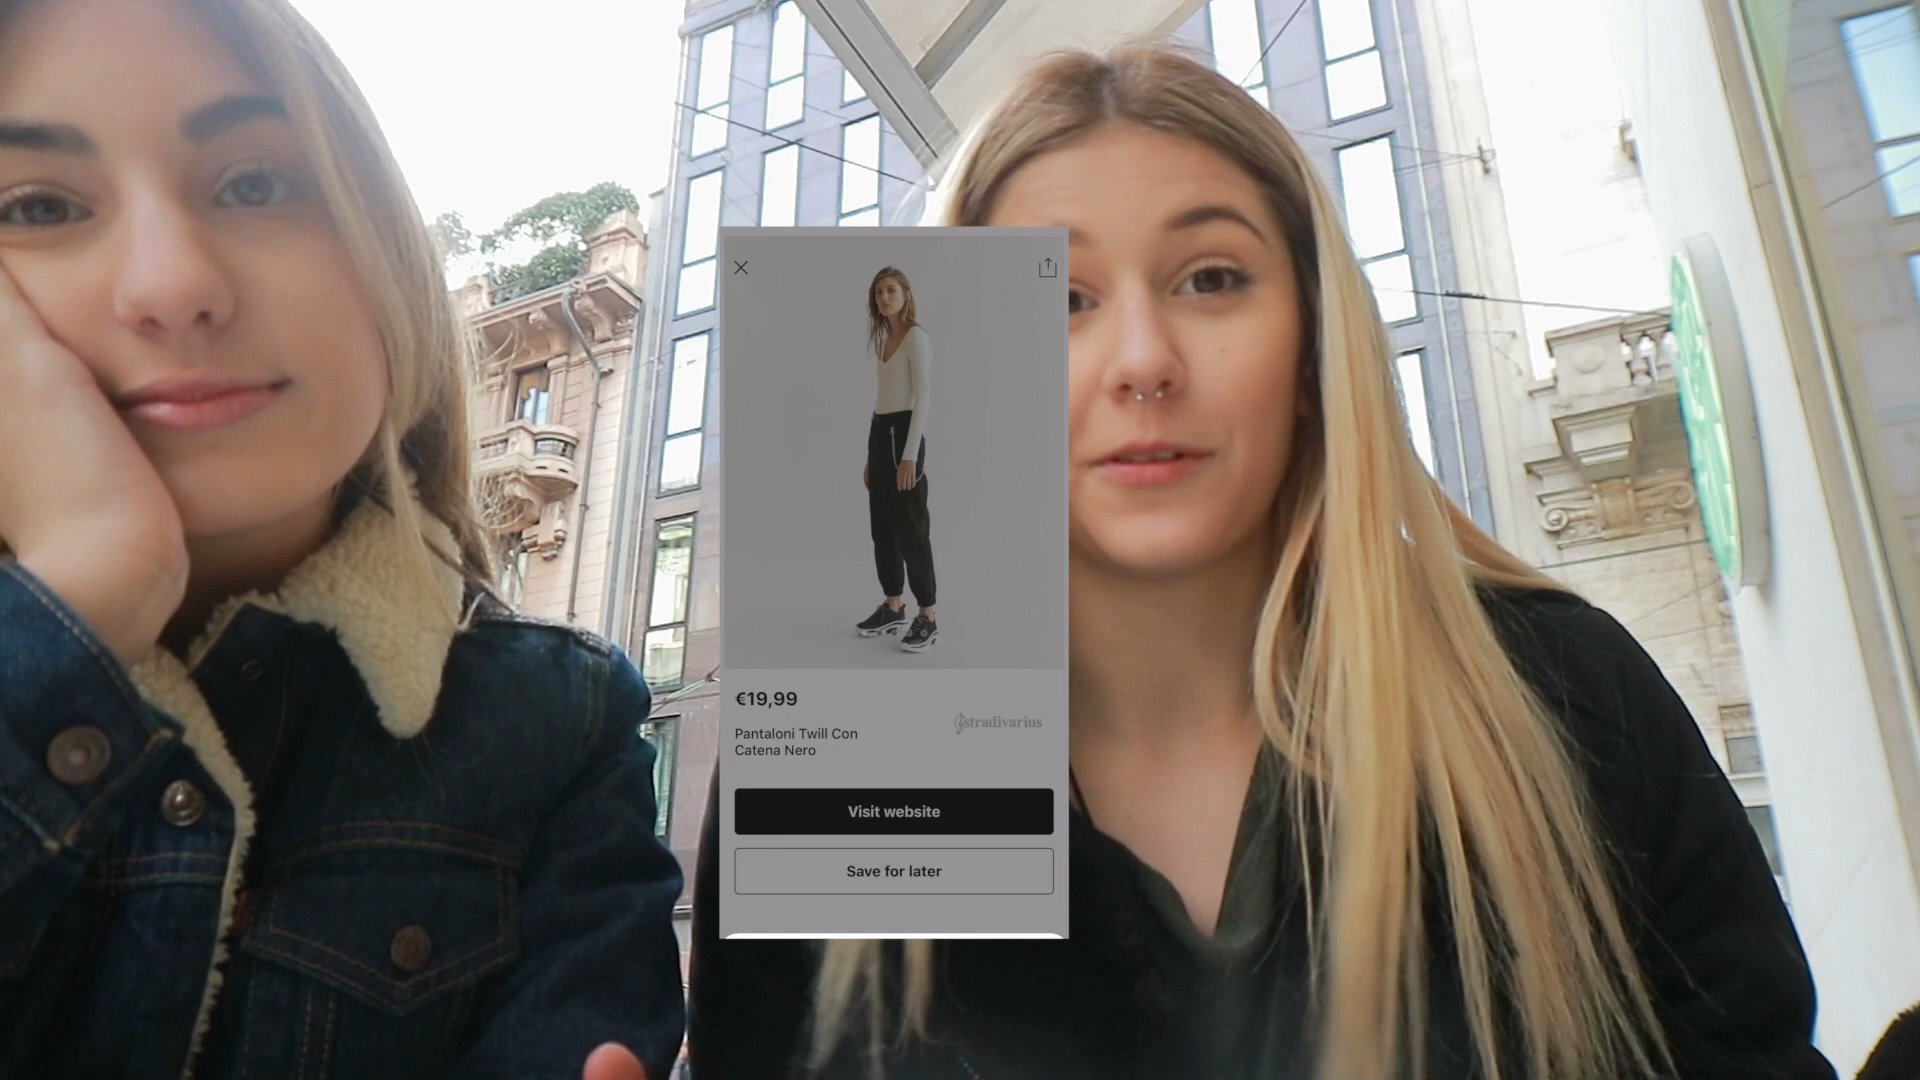 €19,99
stradivarius
Pantaloni Twill Con
Catena Nero
Visit website
Save for later